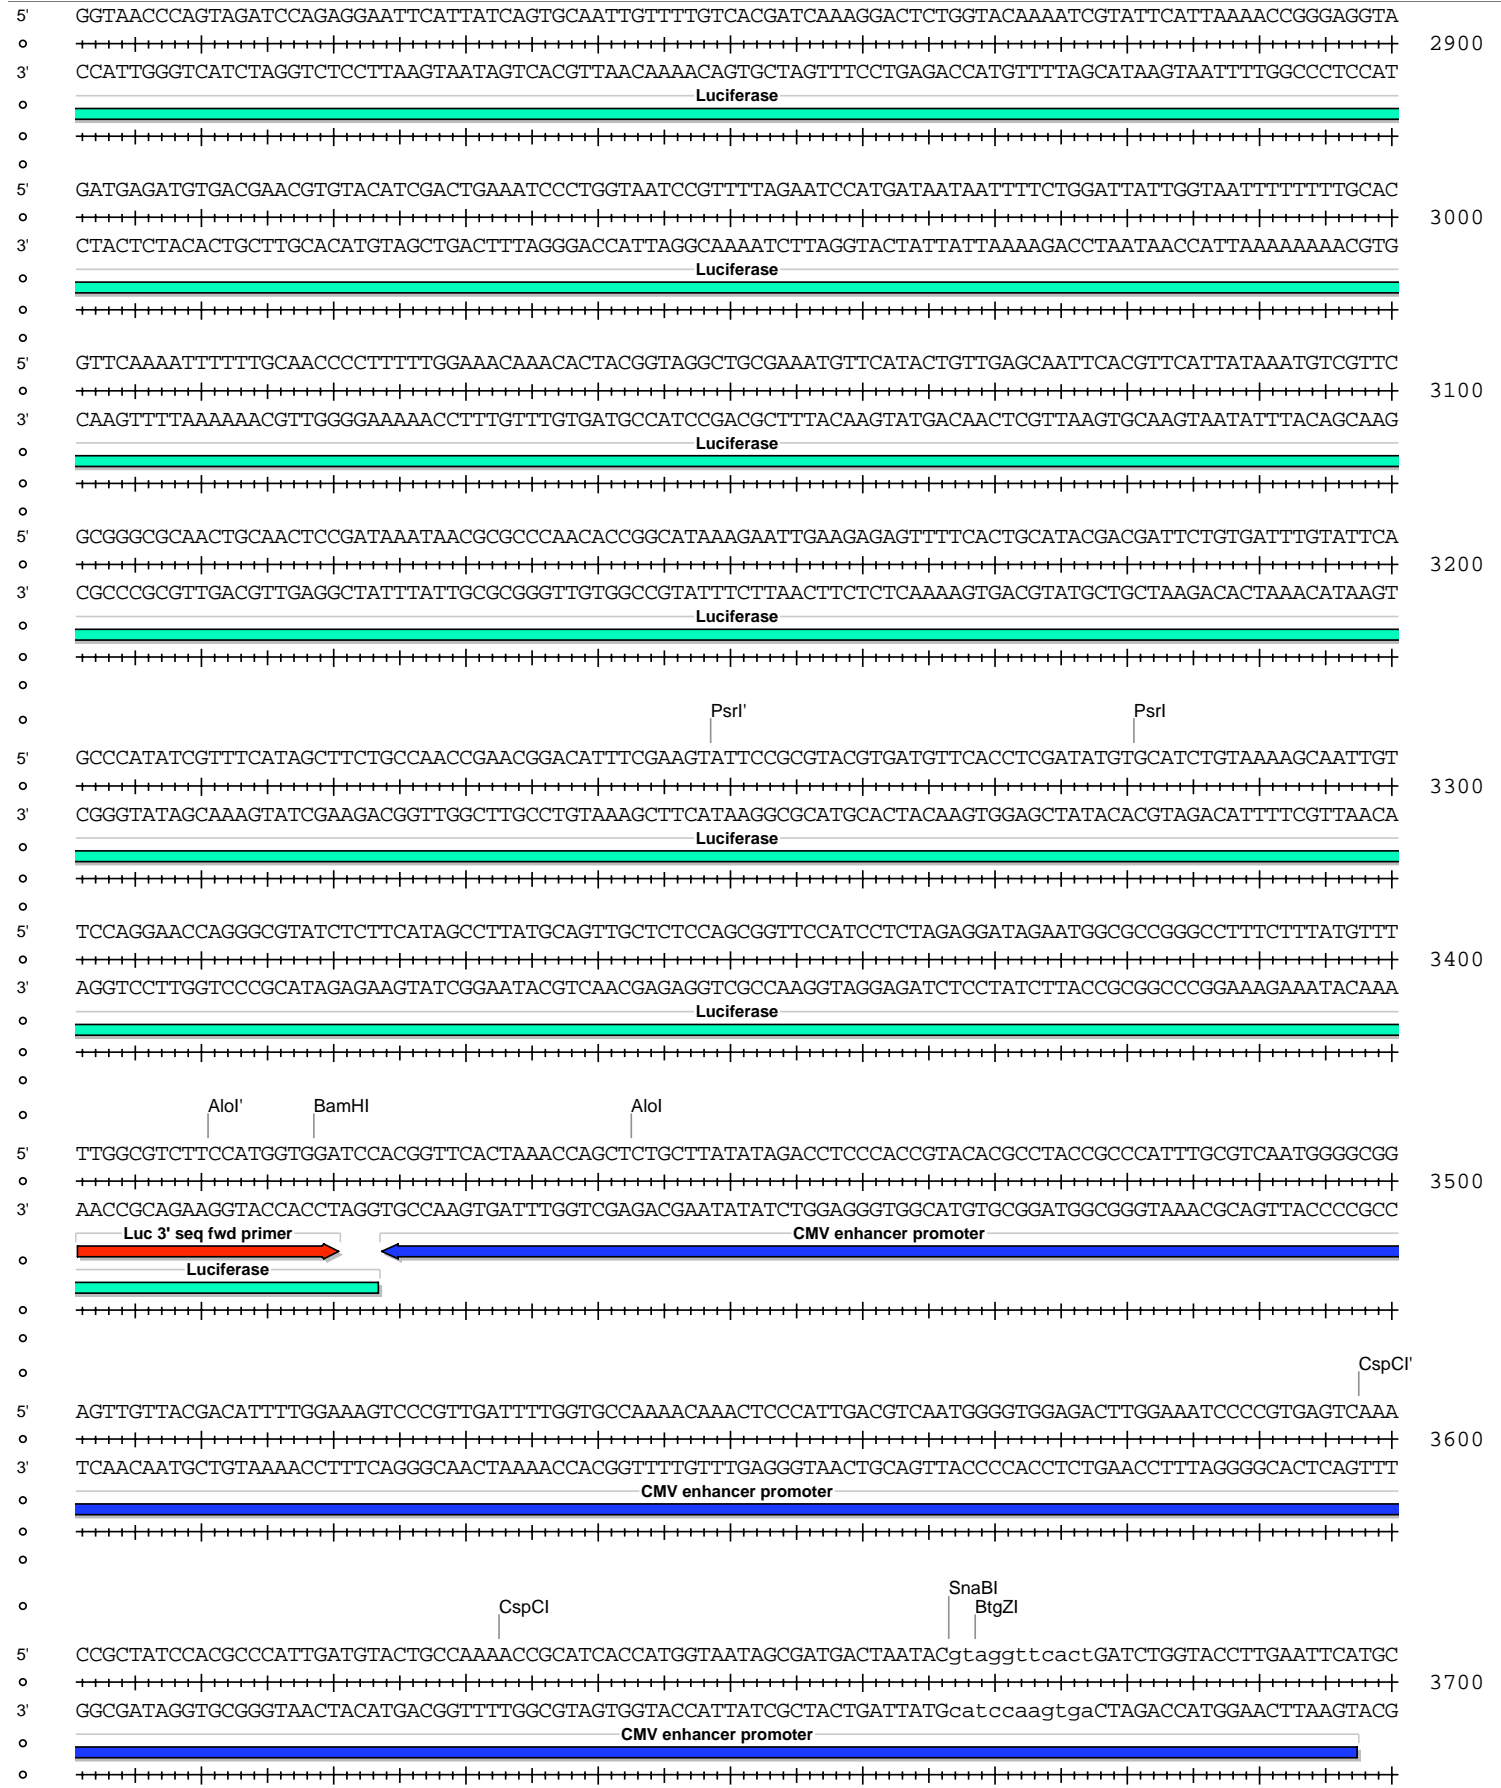 5' GGTAACCCAGTAGATCCAGAGGAATTCATTATCAGTGCAATTGTTTTGTCACGATCAAAGGACTCTGGTACAAAATCGTATTCATTAAAACCGGGAGGTA
2900
3' CCATTGGGTCATCTAGGTCTCCTTAAGTAATAGTCACGTTAACAAAACAGTGCTAGTTTCCTGAGACCATGTTTTAGCATAAGTAATTTTGGCCCTCCAT
Luciferase
5' GATGAGATGTGACGAACGTGTACATCGACTGAAATCCCTGGTAATCCGTTTTAGAATCCATGATAATAATTTTCTGGATTATTGGTAATTTTTTTTGCAC
3000
3' CTACTCTACACTGCTTGCACATGTAGCTGACTTTAGGGACCATTAGGCAAAATCTTAGGTACTATTATTAAAAGACCTAATAACCATTAAAAAAAACGTG
Luciferase
5' GTTCAAAATTTTTTGCAACCCCTTTTTGGAAACAAACACTACGGTAGGCTGCGAAATGTTCATACTGTTGAGCAATTCACGTTCATTATAAATGTCGTTC
3100
3' CAAGTTTTAAAAAACGTTGGGGAAAAACCTTTGTTTGTGATGCCATCCGACGCTTTACAAGTATGACAACTCGTTAAGTGCAAGTAATATTTACAGCAAG
Luciferase
5' GCGGGCGCAACTGCAACTCCGATAAATAACGCGCCCAACACCGGCATAAAGAATTGAAGAGAGTTTTCACTGCATACGACGATTCTGTGATTTGTATTCA
3200
3' CGCCCGCGTTGACGTTGAGGCTATTTATTGCGCGGGTTGTGGCCGTATTTCTTAACTTCTCTCAAAAGTGACGTATGCTGCTAAGACACTAAACATAAGT
Luciferase
PsrI' PsrI
5' GCCCATATCGTTTCATAGCTTCTGCCAACCGAACGGACATTTCGAAGTATTCCGCGTACGTGATGTTCACCTCGATATGTGCATCTGTAAAAGCAATTGT
3300
3' CGGGTATAGCAAAGTATCGAAGACGGTTGGCTTGCCTGTAAAGCTTCATAAGGCGCATGCACTACAAGTGGAGCTATACACGTAGACATTTTCGTTAACA
Luciferase
5' TCCAGGAACCAGGGCGTATCTCTTCATAGCCTTATGCAGTTGCTCTCCAGCGGTTCCATCCTCTAGAGGATAGAATGGCGCCGGGCCTTTCTTTATGTTT
3400
3' AGGTCCTTGGTCCCGCATAGAGAAGTATCGGAATACGTCAACGAGAGGTCGCCAAGGTAGGAGATCTCCTATCTTACCGCGGCCCGGAAAGAAATACAAA
Luciferase
AloI' BamHI AloI
5' TTGGCGTCTTCCATGGTGGATCCACGGTTCACTAAACCAGCTCTGCTTATATAGACCTCCCACCGTACACGCCTACCGCCCATTTGCGTCAATGGGGCGG
3500
3' AACCGCAGAAGGTACCACCTAGGTGCCAAGTGATTTGGTCGAGACGAATATATCTGGAGGGTGGCATGTGCGGATGGCGGGTAAACGCAGTTACCCCGCC
Luc 3' seq fwd primer CMV enhancer promoter
Luciferase
CspCI'
5' AGTTGTTACGACATTTTGGAAAGTCCCGTTGATTTTGGTGCCAAAACAAACTCCCATTGACGTCAATGGGGTGGAGACTTGGAAATCCCCGTGAGTCAAA
3600
3' TCAACAATGCTGTAAAACCTTTCAGGGCAACTAAAACCACGGTTTTGTTTGAGGGTAACTGCAGTTACCCCACCTCTGAACCTTTAGGGGCACTCAGTTT
CMV enhancer promoter
SnaBI
CspCI BtgZI
5' CCGCTATCCACGCCCATTGATGTACTGCCAAAACCGCATCACCATGGTAATAGCGATGACTAATACgtaggttcactGATCTGGTACCTTGAATTCATGC
3700
3' GGCGATAGGTGCGGGTAACTACATGACGGTTTTGGCGTAGTGGTACCATTATCGCTACTGATTATGcatccaagtgaCTAGACCATGGAACTTAAGTACG
CMV enhancer promoter